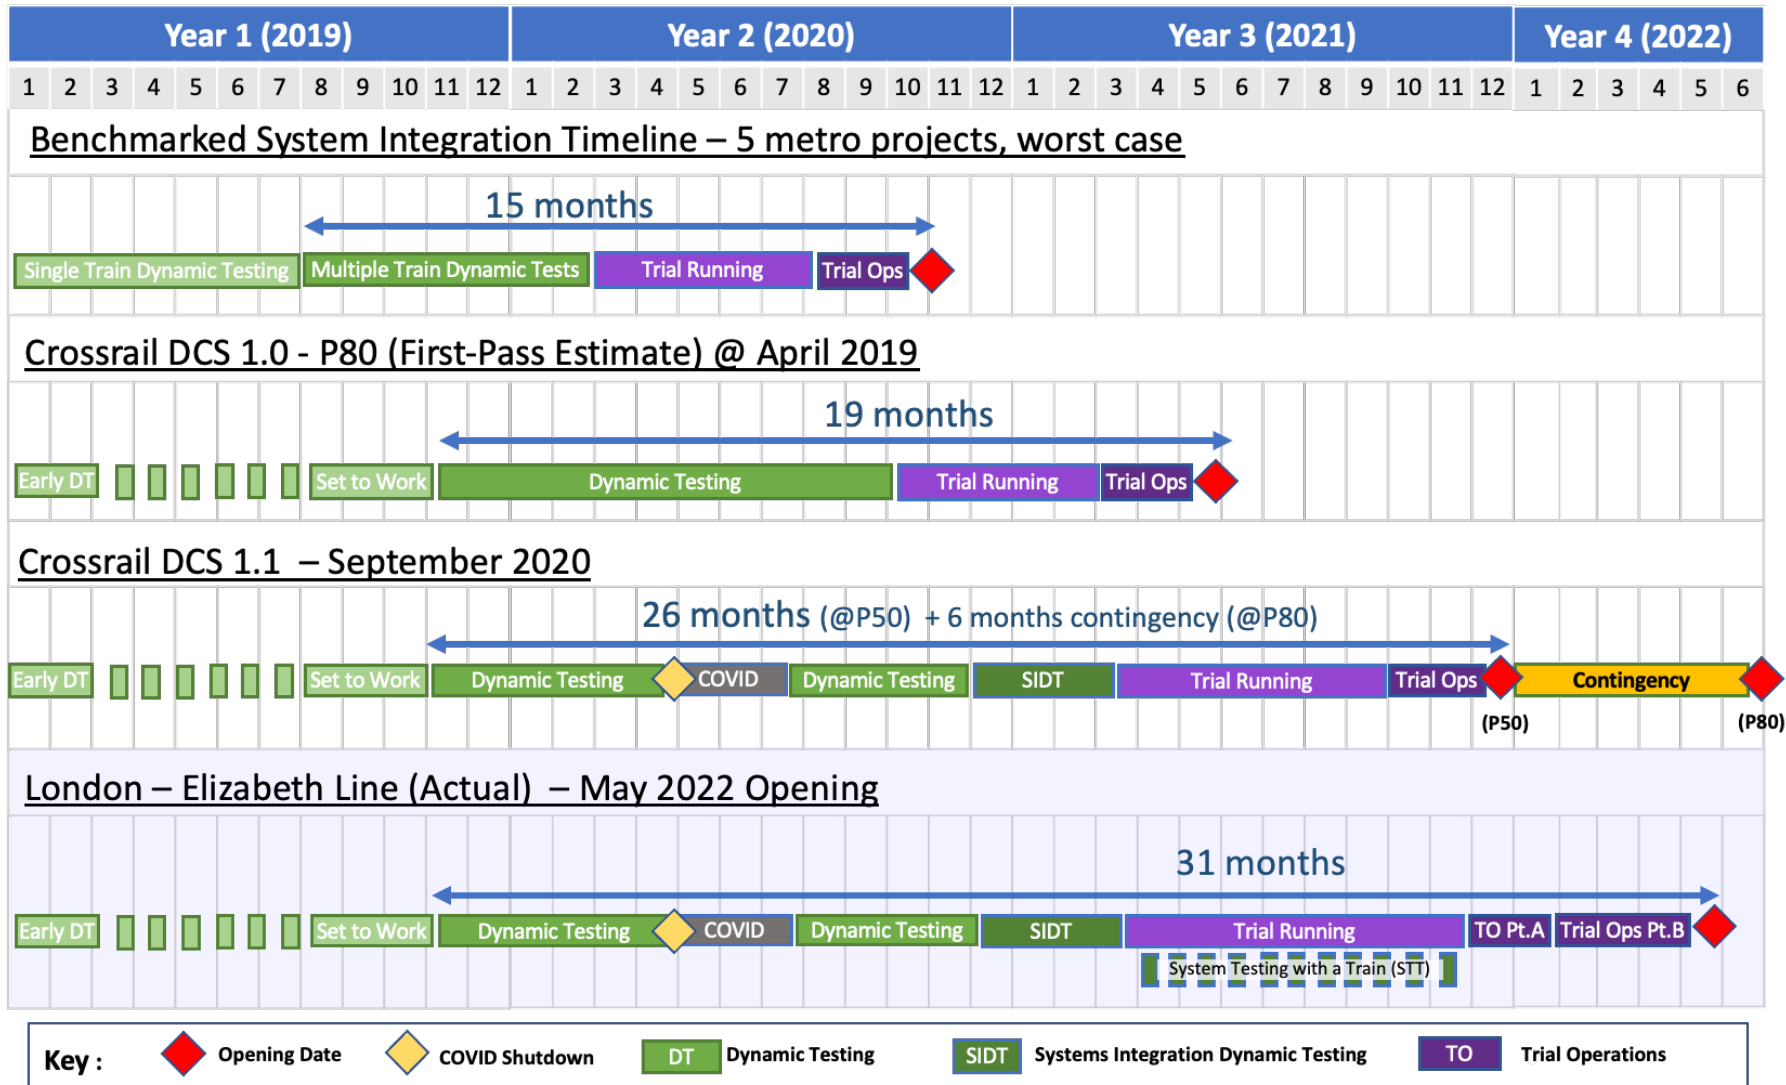 Year 1 (2019) Year 2 (2020) Year 3 (2021) Year 4 (2022)
1 2 3 4 5 6 7 8 9 10 11 12 1 2 3 4 5 6 7 8 9 10 11 12 1 2 3 4 5 6 7 8 9 10 11 12 1 2 3 4 5 6
Benchmarked System Integration Timeline – 5 metro projects, worst case
15 months
Single Train Dynamic Testing Multiple Train Dynamic Tests Trial Running Trial Ops
Crossrail DCS 1.0 - P80 (First-Pass Estimate) @ April 2019
19 months
Early DT Set to Work Dynamic Testing Trial Running Trial Ops
Crossrail DCS 1.1 – September 2020
26 months (@P50) + 6 months contingency (@P80)
Early DT Set to Work Dynamic Testing COVID Dynamic Testing SIDT Trial Running Trial Ops Contingency
(P50) (P80)
London – Elizabeth Line (Actual) – May 2022 Opening
31 months
Early DT Set to Work Dynamic Testing COVID Dynamic Testing SIDT Trial Running TO Pt.A Trial Ops Pt.B
System Testing with a Train (STT)
Key : Opening Date COVID Shutdown DT Dynamic Testing SIDT Systems Integration Dynamic Testing TO Trial Operations